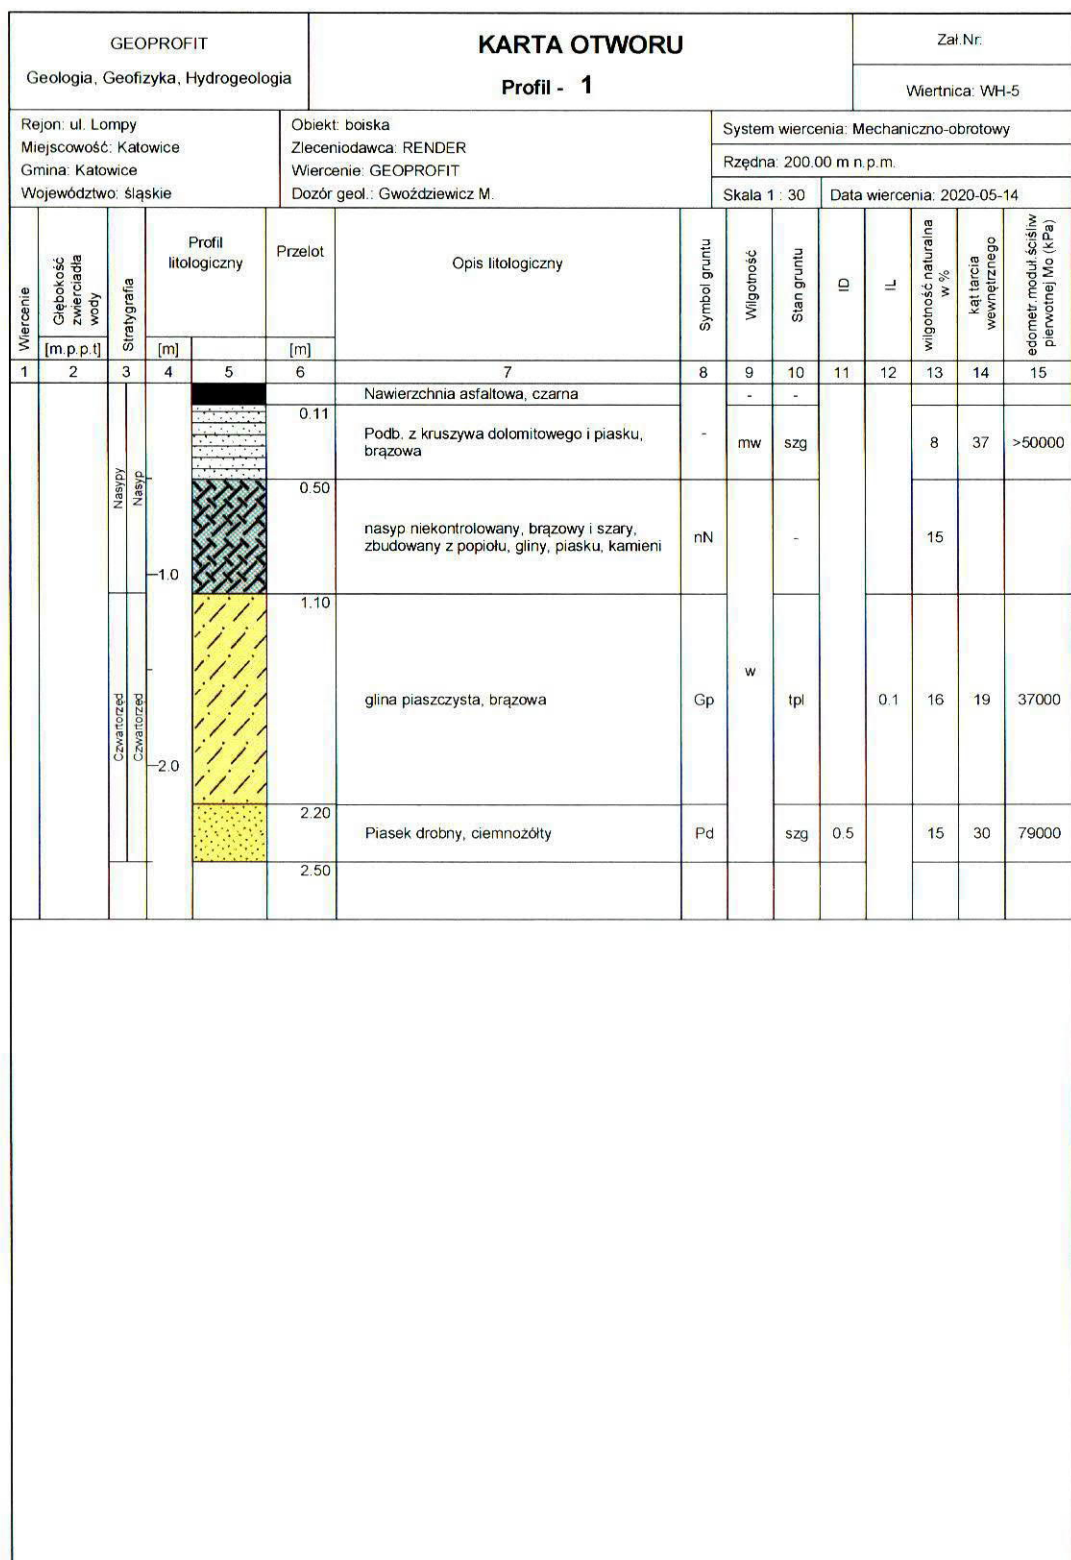 GEOPROFIT
Geologia, Geofizyka, Hydrogeologia
KARTA OTWORU
Profil - 1
Zał.Nr:
Wiertnica: WH-5
Rejon: ul. Lompy
Miejscowość: Katowice
Gmina: Katowice
Województwo: śląskie
Obiekt: boiska
Zleceniodawca: RENDER
Wiercenie: GEOPROFIT
Dozór geol.: Gwoździewicz M.
System wiercenia: Mechaniczno-obrotowy
Rzędna: 200.00 m n.p.m.
Skala 1 : 30
Data wiercenia: 2020-05-14
Wiercenie
Głębokość
zwierciadła
wody
[m.p.p.t]
Stratygrafia
Profil
litologiczny
[m]
Przelot
[m]
Opis litologiczny
Symbol gruntu
Wilgotność
Stan gruntu
ID
IL
wilgotność naturalna
w %
kąt tarcia
wewnętrznego
edometr.moduł.ściśliw
pierwotnej Mo (kPa)
1 2 3 4 5 6 7 8 9 10 11 12 13 14 15
Nawierzchnia asfaltowa, czarna - -
0.11
Podb. z kruszywa dolomitowego i piasku,
brązowa
- mw szg 8 37 >50000
Nasypy
Nasyp
0.50
nasyp niekontrolowany, brązowy i szary,
zbudowany z popiołu, gliny, piasku, kamieni
nN - 15
1.0
1.10
w
glina piaszczysta, brązowa Gp tpl 0.1 16 19 37000
Czwartorzęd
Czwartorzęd
2.0
2.20
Piasek drobny, ciemnożółty Pd szg 0.5 15 30 79000
2.50